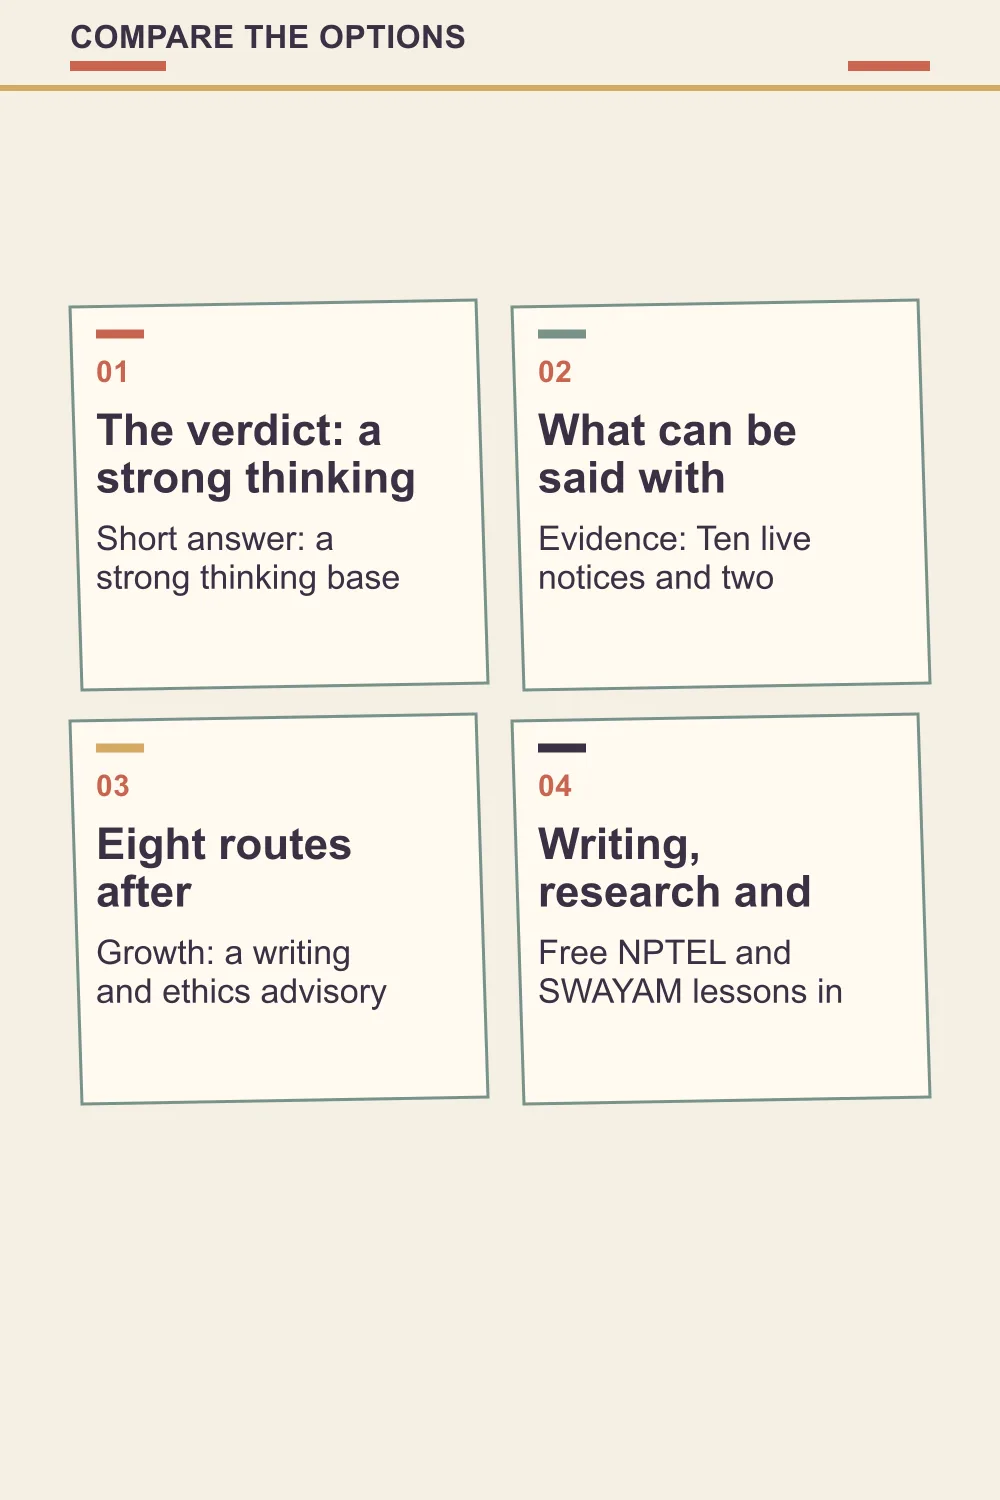 COMPARE THE OPTIONS
01
The verdict: a
strong thinking
Short answer: a
strong thinking base
02
What can be
said with
Evidence: Ten live
notices and two
03
Eight routes
after
Growth: a writing
and ethics advisory
04
Writing,
research and
Free NPTEL and
SWAYAM lessons in